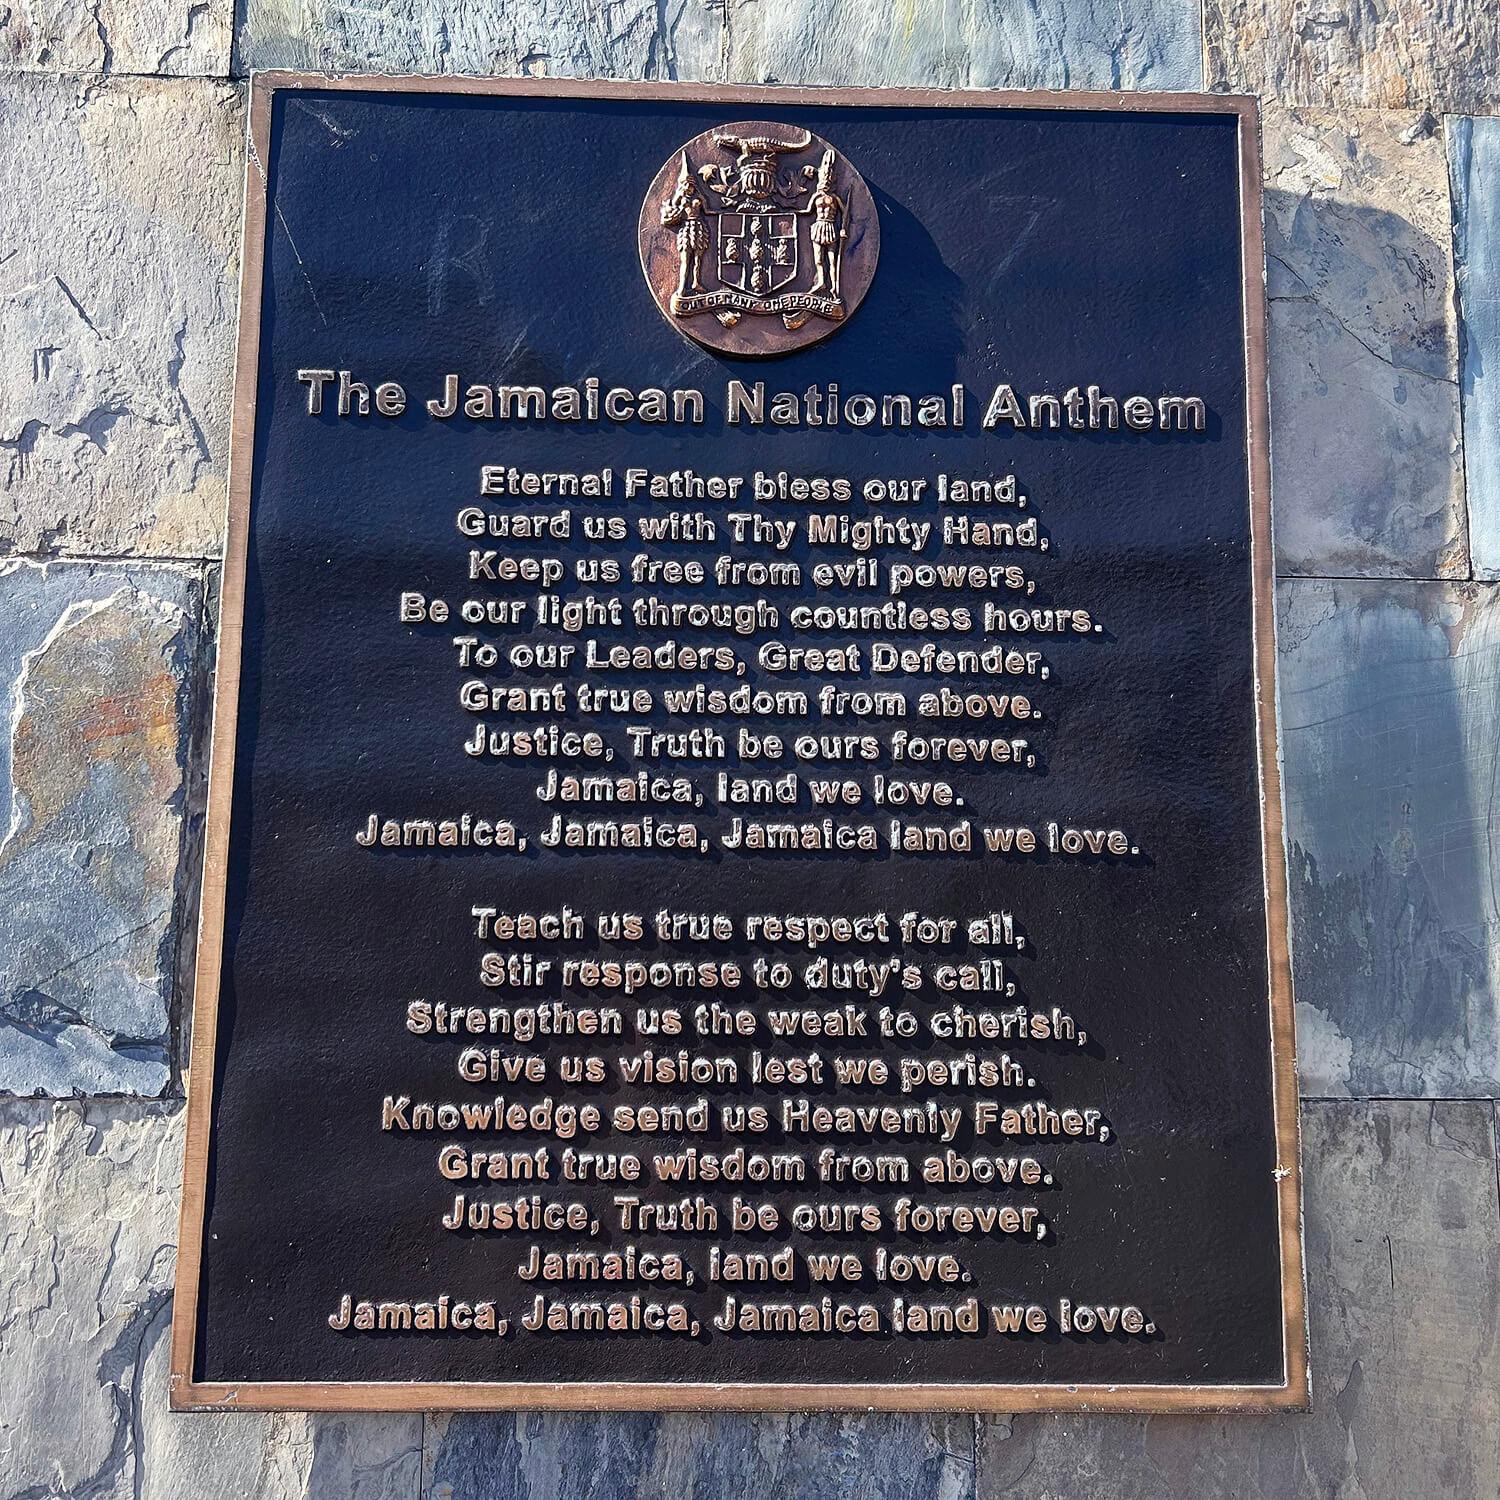 OUT OF MANY ONE PEOPLE
The Jamaican National Anthem
Eternal Father bless our land,
Guard us with Thy Mighty Hand,
Keep us free from evil powers,
Be our light through countless hours.
To our Leaders, Great Defender,
Grant true wisdom from above.
Justice, Truth be ours forever,
Jamaica, land we love.
Jamaica, Jamaica, Jamaica land we love.
Teach us true respect for all,
Stir response to duty's call,
Strengthen us the weak to cherish,
Give us vision lest we perish.
Knowledge send us Heavenly Father,
Grant true wisdom from above.
Justice, Truth be ours forever,
Jamaica, land we love.
Jamaica, Jamaica, Jamaica land we love.